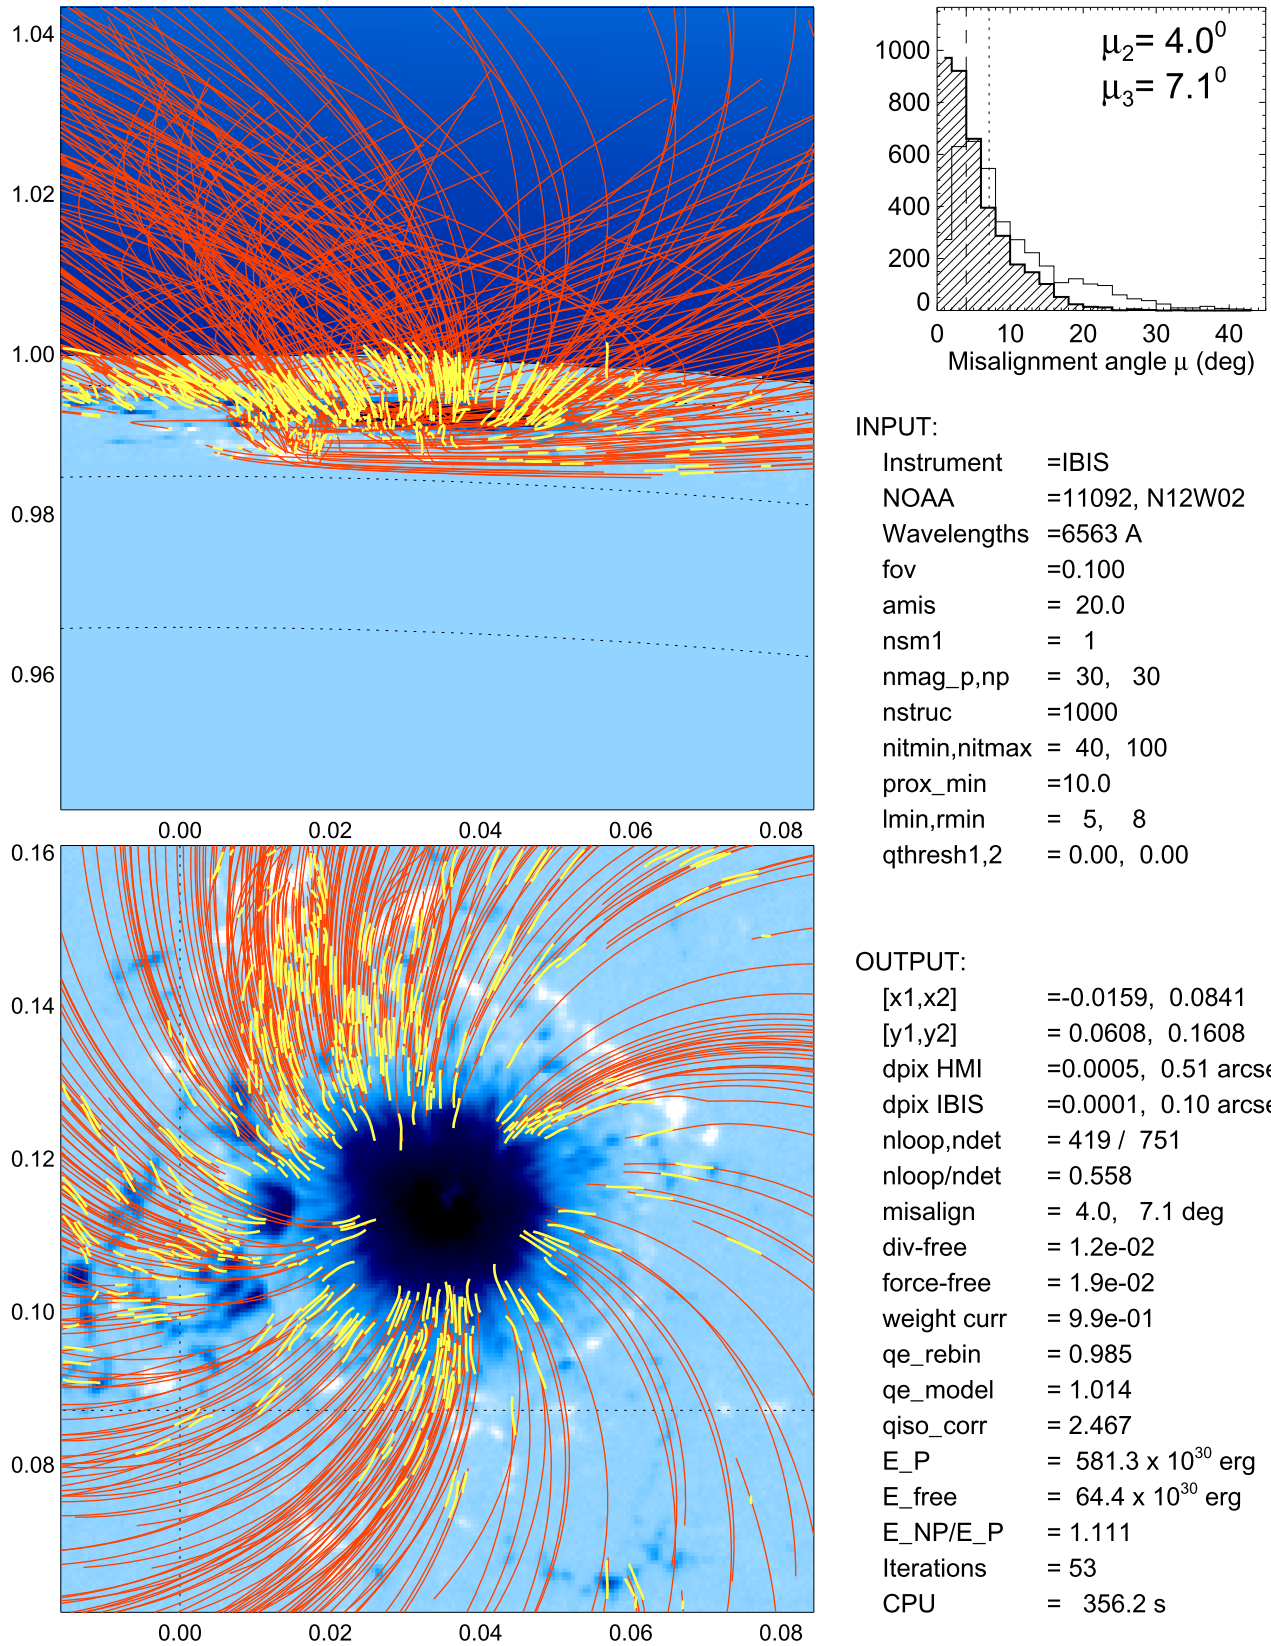 1.04
1.02
1.00
0.98
0.96
0.00 0.02 0.04 0.06 0.08
0.16
0.14
0.12
0.10
0.08
0.00 0.02 0.04 0.06 0.08
μ2= 4.0⁰
μ3= 7.1⁰
1000
800
600
400
200
0
0 10 20 30 40
Misalignment angle μ (deg)
INPUT:
Instrument =IBIS
NOAA =11092, N12W02
Wavelengths =6563 A
fov =0.100
amis = 20.0
nsm1 = 1
nmag_p,np = 30, 30
nstruc =1000
nitmin,nitmax = 40, 100
prox_min =10.0
lmin,rmin = 5, 8
qthresh1,2 = 0.00, 0.00
OUTPUT:
[x1,x2] =-0.0159, 0.0841
[y1,y2] = 0.0608, 0.1608
dpix HMI =0.0005, 0.51 arcse
dpix IBIS =0.0001, 0.10 arcse
nloop,ndet = 419 / 751
nloop/ndet = 0.558
misalign = 4.0, 7.1 deg
div-free = 1.2e-02
force-free = 1.9e-02
weight curr = 9.9e-01
qe_rebin = 0.985
qe_model = 1.014
qiso_corr = 2.467
E_P = 581.3 x 10³⁰ erg
E_free = 64.4 x 10³⁰ erg
E_NP/E_P = 1.111
Iterations = 53
CPU = 356.2 s